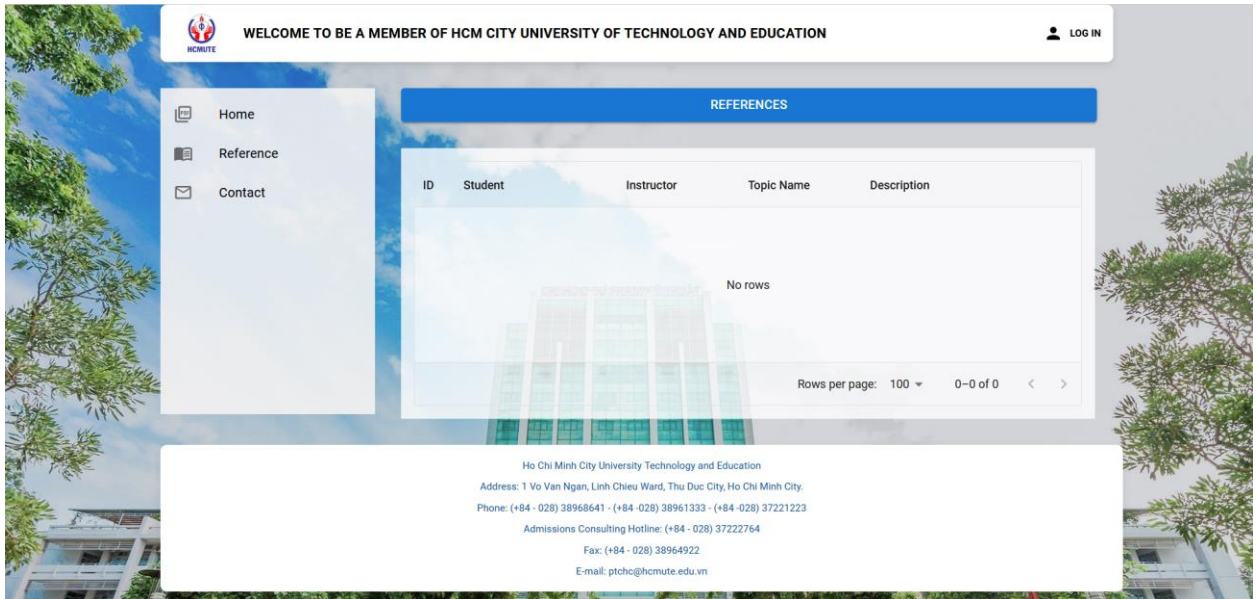 HCMUTE
WELCOME TO BE A MEMBER OF HCM CITY UNIVERSITY OF TECHNOLOGY AND EDUCATION
LOG IN
PDF
Home
Reference
Contact
REFERENCES
ID Student Instructor Topic Name Description
No rows
Rows per page: 100 0–0 of 0
Ho Chi Minh City University Technology and Education
Address: 1 Vo Van Ngan, Linh Chieu Ward, Thu Duc City, Ho Chi Minh City.
Phone: (+84 - 028) 38968641 - (+84 -028) 38961333 - (+84 -028) 37221223
Admissions Consulting Hotline: (+84 - 028) 37222764
Fax: (+84 - 028) 38964922
E-mail: ptchc@hcmute.edu.vn